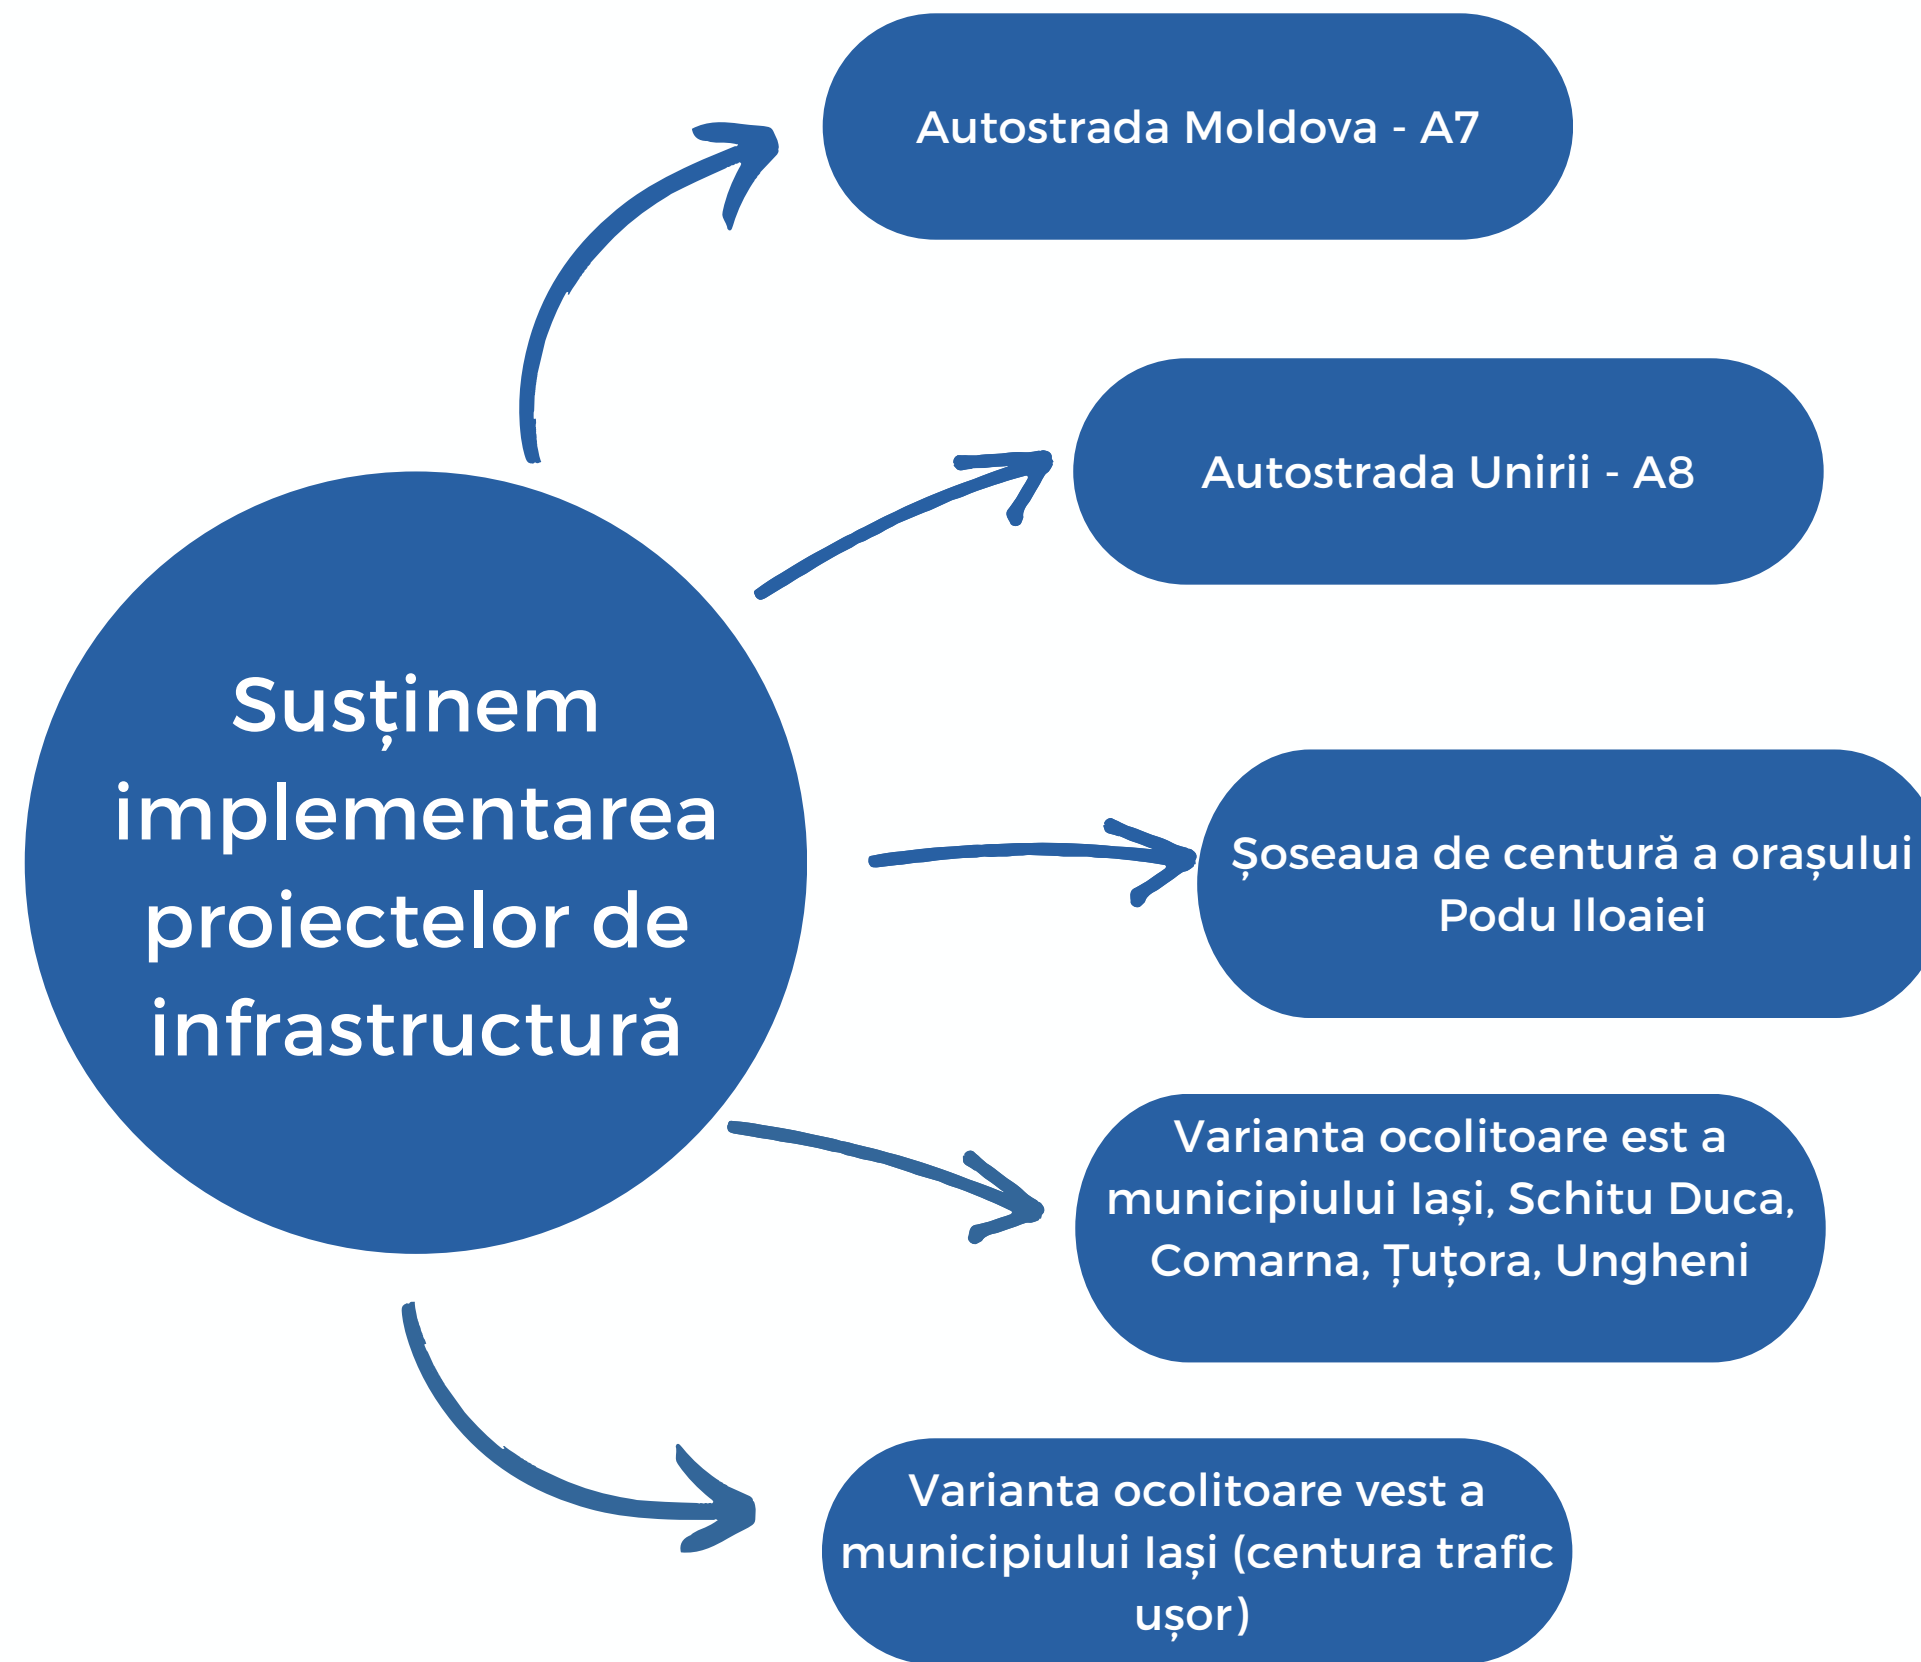 Autostrada Moldova - A7
Autostrada Unirii - A8
Susținem
implementarea
proiectelor de
infrastructură
Șoseaua de centură a orașului
Podu Iloaiei
Varianta ocolitoare est a
municipiului Iași, Schitu Duca,
Comarna, Țuțora, Ungheni
Varianta ocolitoare vest a
municipiului Iași (centura trafic
ușor)